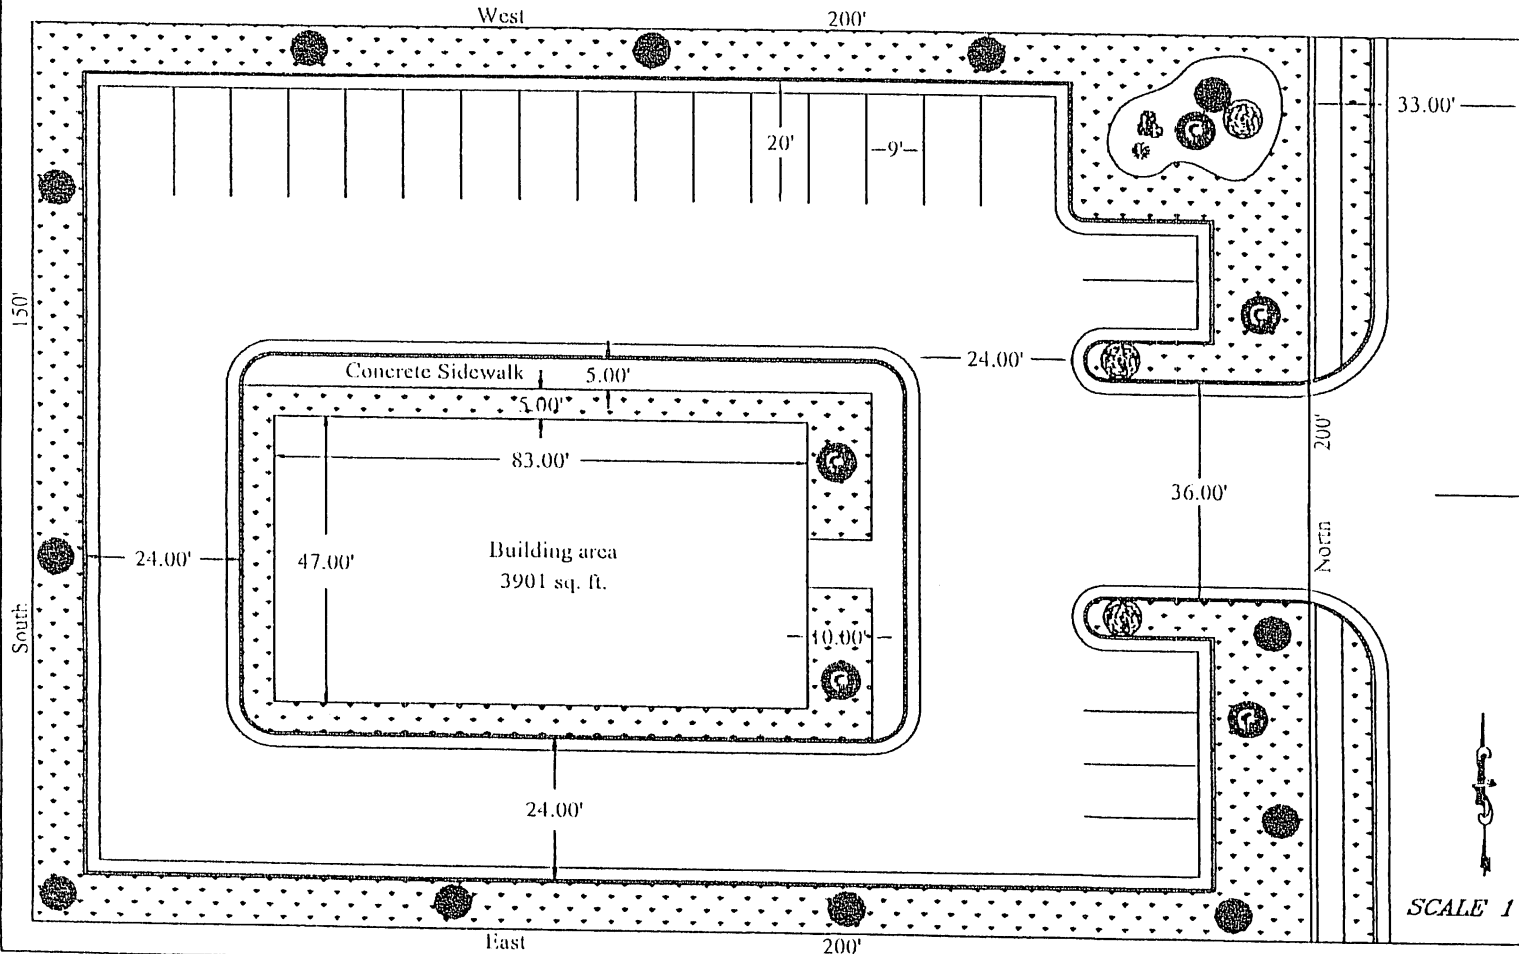 West
200'
33.00'
20'
9'
150'
24.00'
Concrete Sidewalk
5.00'
5.00'
200'
83.00'
36.00'
24.00'
47.00'
Building area
3901 sq. ft.
North
South
10.00'
24.00'
SCALE 1
East
200'